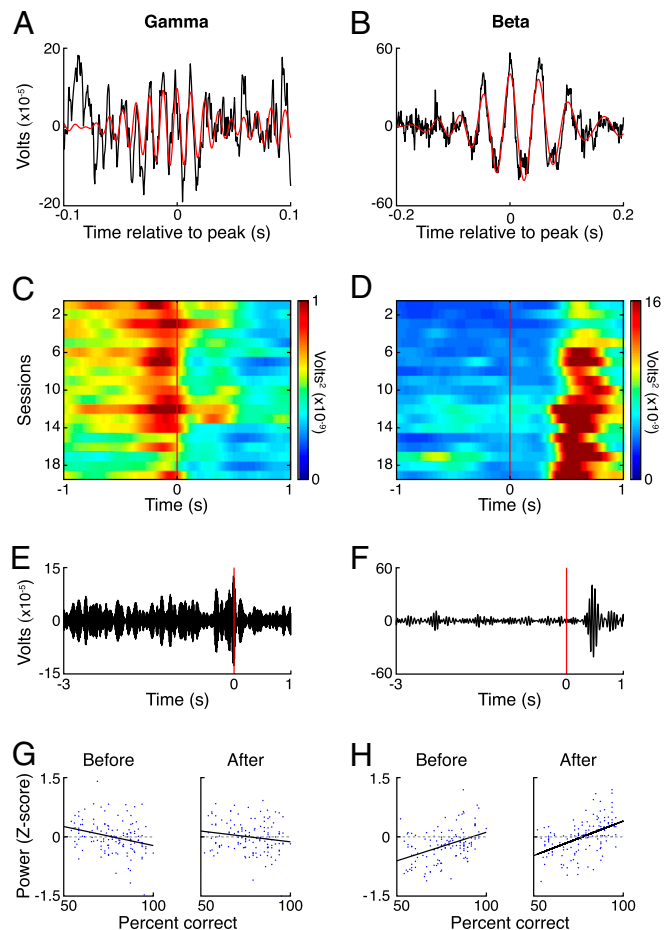 A Gamma
B Beta
20
0
-20
Volts (x10-5)
-0.1 0 0.1
Time relative to peak (s)
60
0
-60
-0.2 0 0.2
Time relative to peak (s)
C
2
6
10
14
18
Sessions
-1 0 1
Time (s)
1
0
Volts² (x10-9)
D
2
6
10
14
18
-1 0 1
Time (s)
16
0
Volts² (x10-9)
E
15
0
-15
Volts (x10-5)
-3 0 1
Time (s)
F
60
0
-60
-3 0 1
Time (s)
G
Before After
1.5
0
-1.5
Power (Z-score)
50 100 50 100
Percent correct
H
Before After
1.5
0
-1.5
50 100 50 100
Percent correct